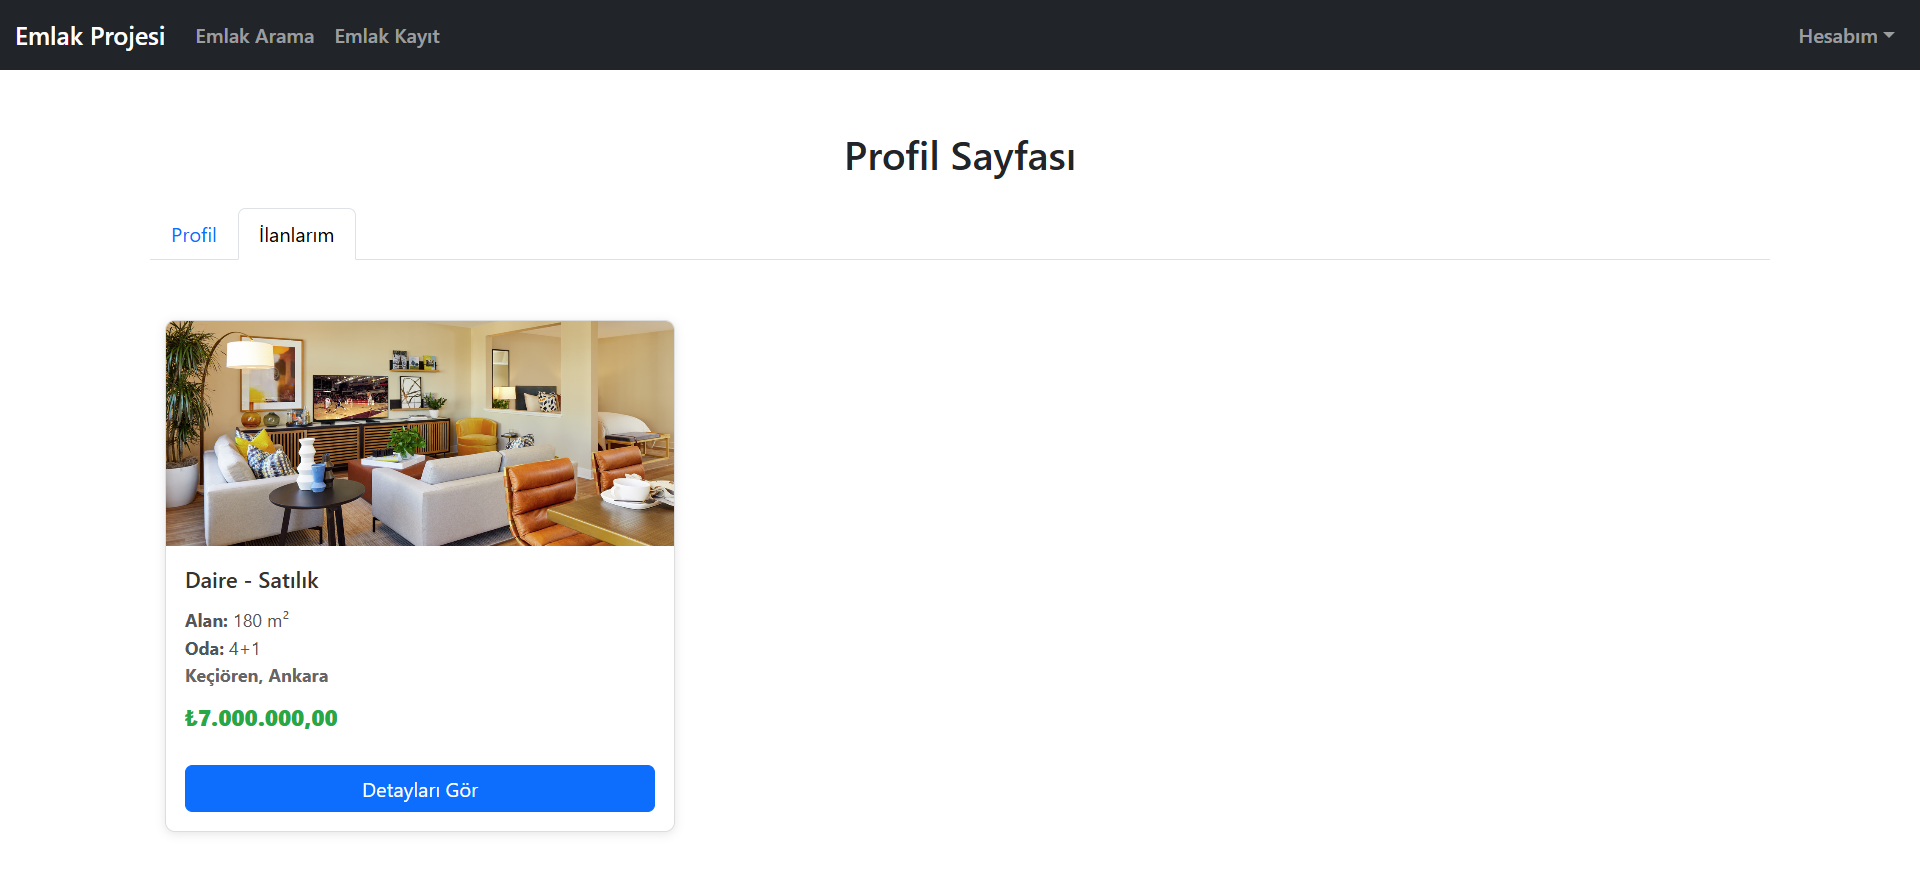 Emlak Projesi Emlak Arama Emlak Kayıt Hesabım
Profil Sayfası
Profil İlanlarım
Daire - Satılık
Alan: 180 m²
Oda: 4+1
Keçiören, Ankara
₺7.000.000,00
Detayları Gör